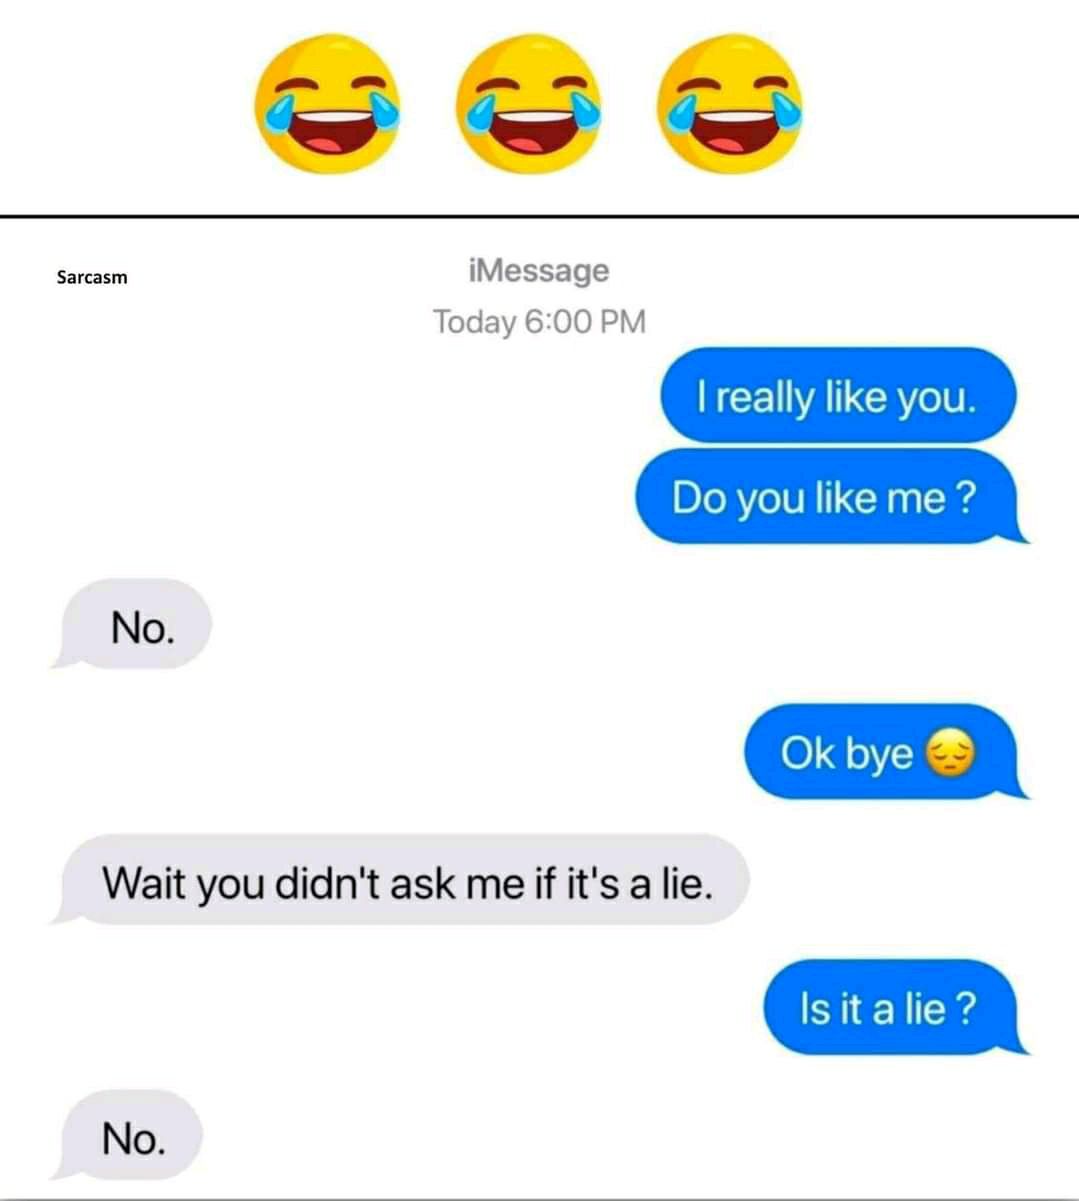 Sarcasm
iMessage
Today 6:00 PM
I really like you.
Do you like me ?
No.
Ok bye 😔
Wait you didn't ask me if it's a lie.
Is it a lie ?
No.